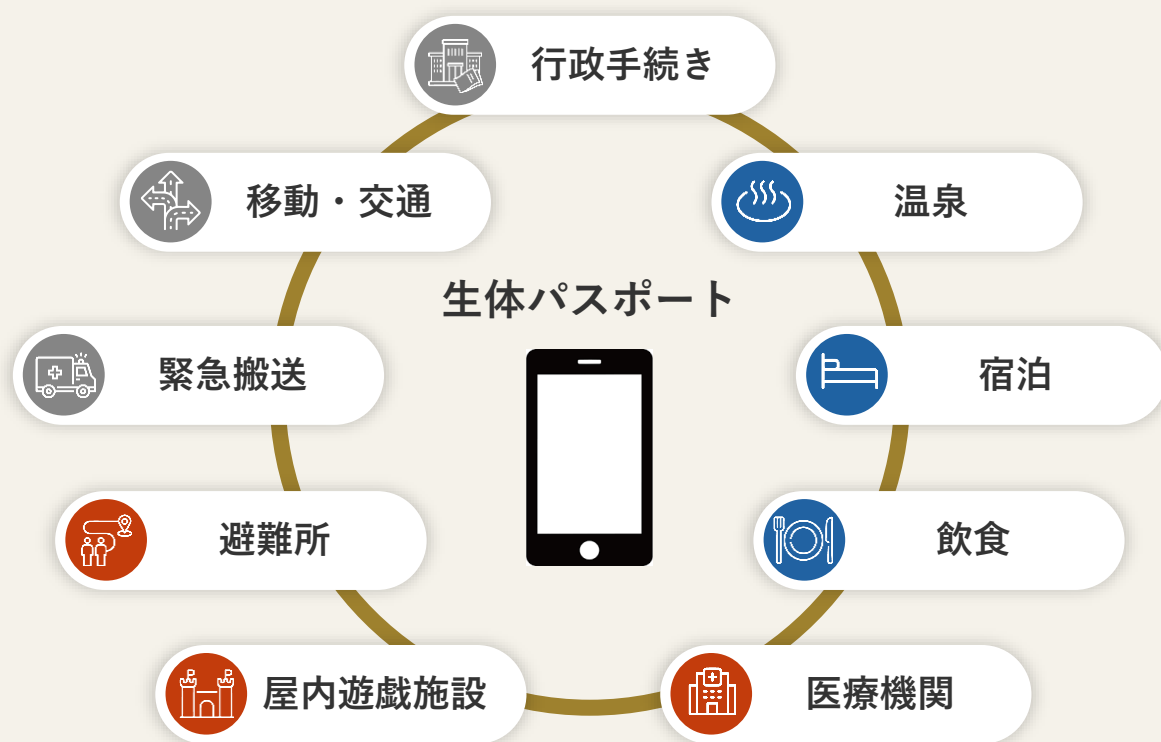 行政手続き
移動・交通
温泉
生体パスポート
緊急搬送
宿泊
避難所
飲食
屋内遊戯施設
医療機関